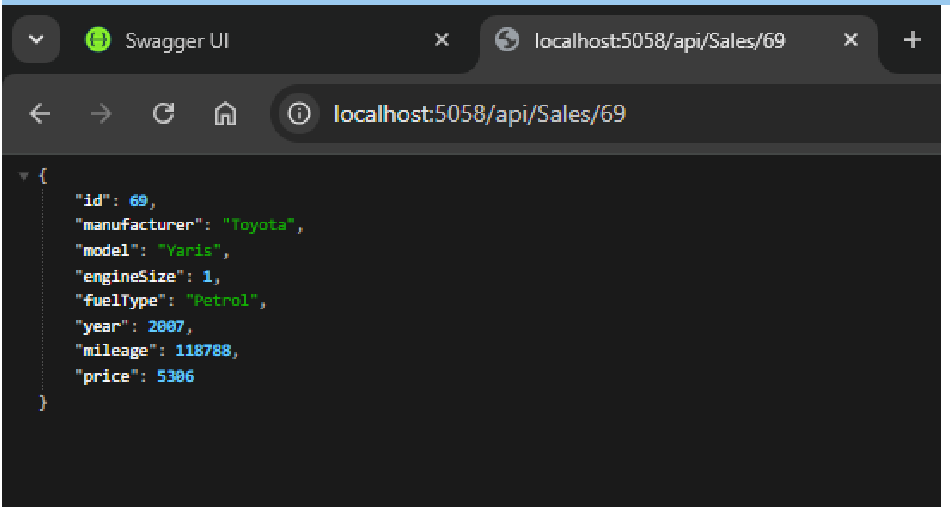 Swagger UI
localhost:5058/api/Sales/69
localhost:5058/api/Sales/69
{
"id": 69,
"manufacturer": "Toyota",
"model": "Yaris",
"engineSize": 1,
"fuelType": "Petrol",
"year": 2007,
"mileage": 118788,
"price": 5306
}